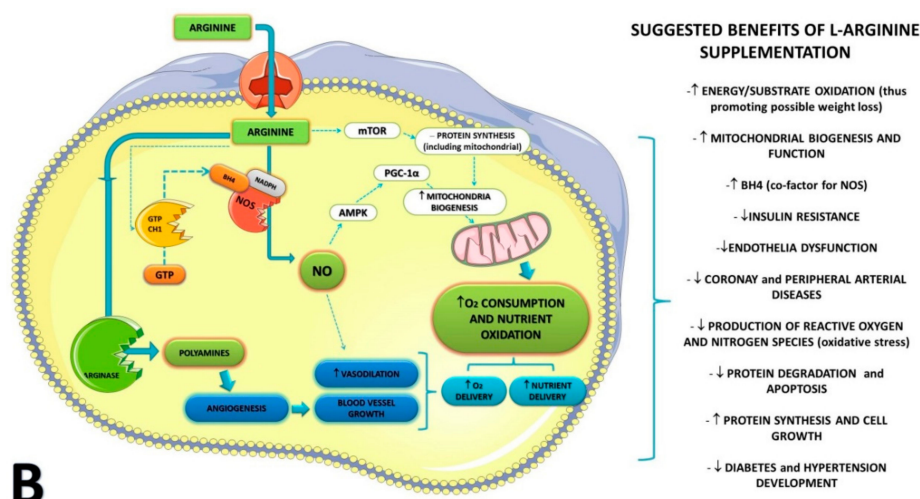 ARGININE
ARGININE
mTOR
– PROTEIN SYNTHESIS
(including mitochondrial)
PGC-1α
↑MITOCHONDRIA
BIOGENESIS
AMPK
BH4
NADPH
NOS
GTP
CH1
GTP
NO
↑O₂ CONSUMPTION
AND NUTRIENT
OXIDATION
ARGINASE
POLYAMINES
ANGIOGENESIS
↑VASODILATION
BLOOD VESSEL
GROWTH
↑O₂
DELIVERY
↑NUTRIENT
DELIVERY
B
SUGGESTED BENEFITS OF L-ARGININE
SUPPLEMENTATION
-↑ ENERGY/SUBSTRATE OXIDATION (thus
promoting possible weight loss)
- ↑ MITOCHONDRIAL BIOGENESIS AND
FUNCTION
- ↑ BH4 (co-factor for NOS)
- ↓INSULIN RESISTANCE
-↓ENDOTHELIA DYSFUNCTION
- ↓ CORONAY and PERIPHERAL ARTERIAL
DISEASES
- ↓ PRODUCTION OF REACTIVE OXYGEN
AND NITROGEN SPECIES (oxidative stress)
- ↓ PROTEIN DEGRADATION and
APOPTOSIS
- ↑ PROTEIN SYNTHESIS AND CELL
GROWTH
- ↓ DIABETES and HYPERTENSION
DEVELOPMENT